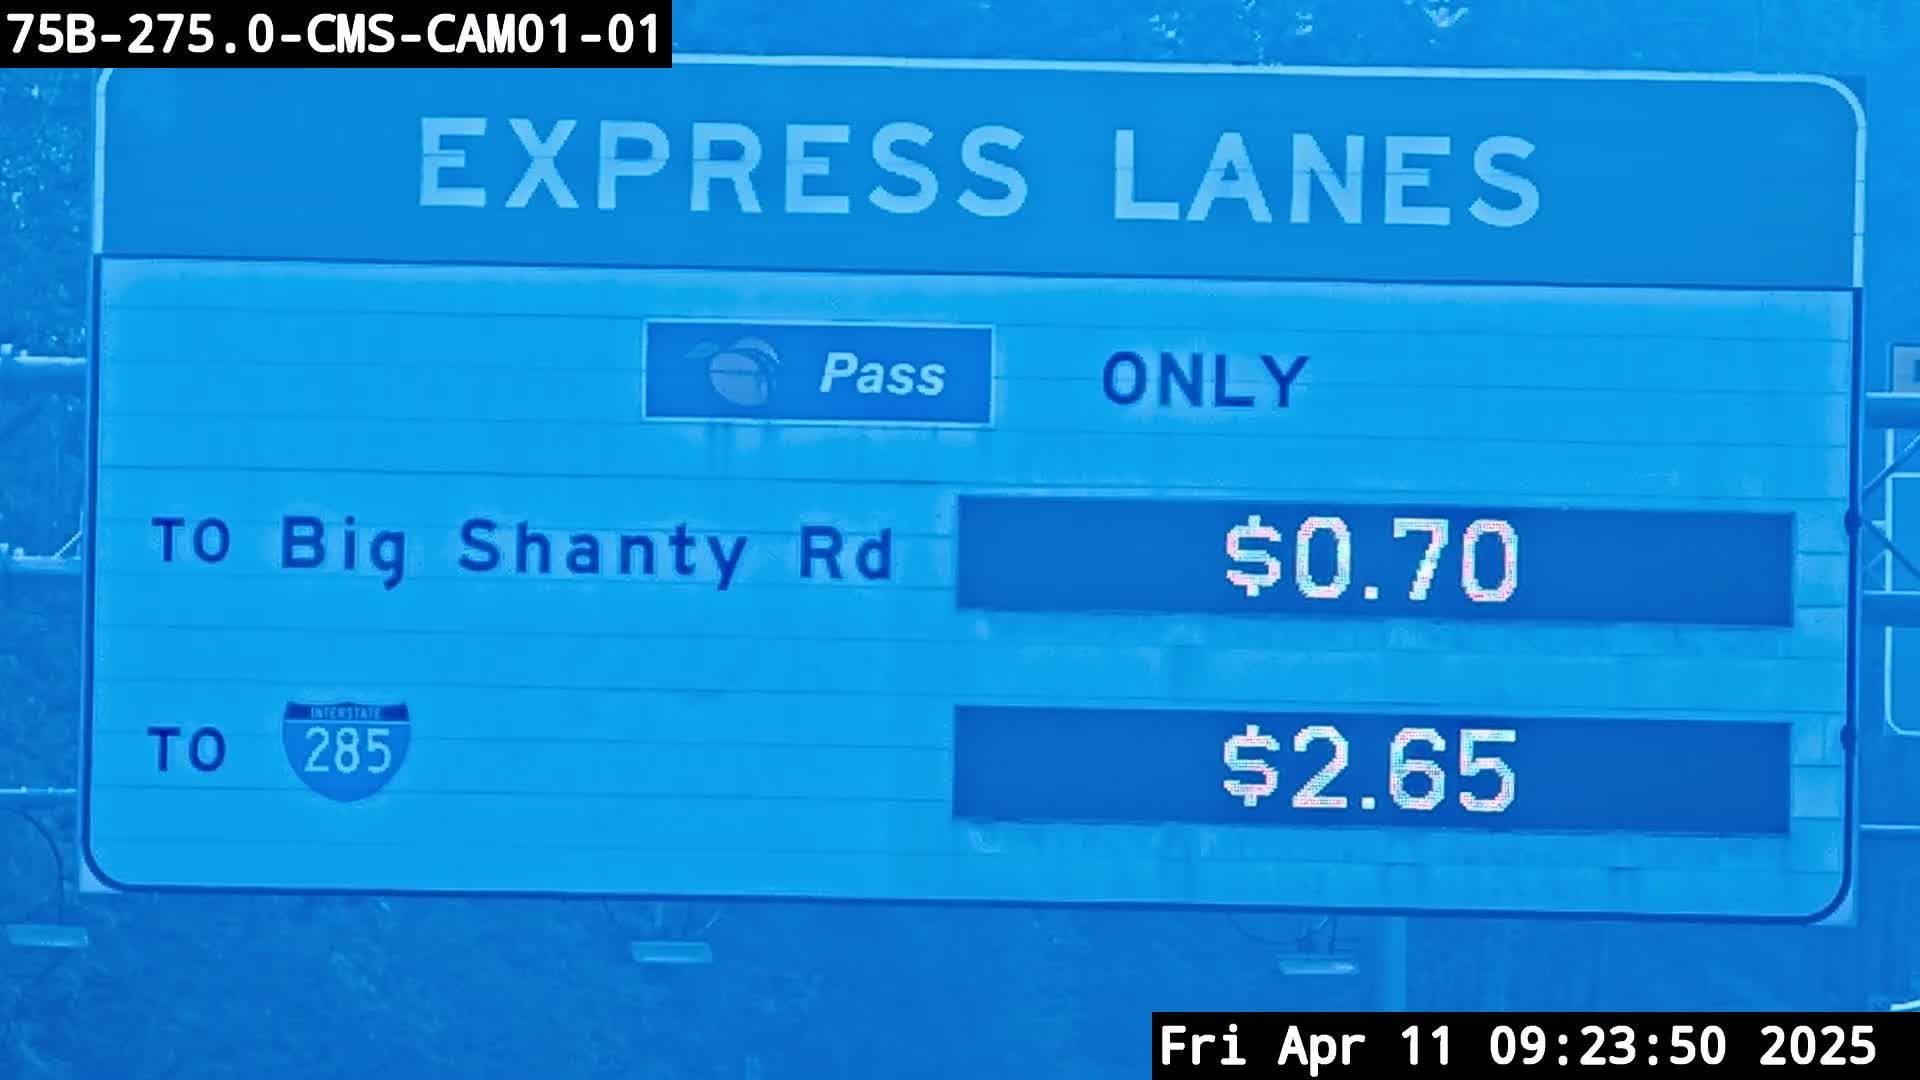 75B-275.0-CMS-CAM01-01
EXPRESS LANES
Pass ONLY
TO Big Shanty Rd $0.70
INTERSTATE
TO 285 $2.65
Fri Apr 11 09:23:50 2025